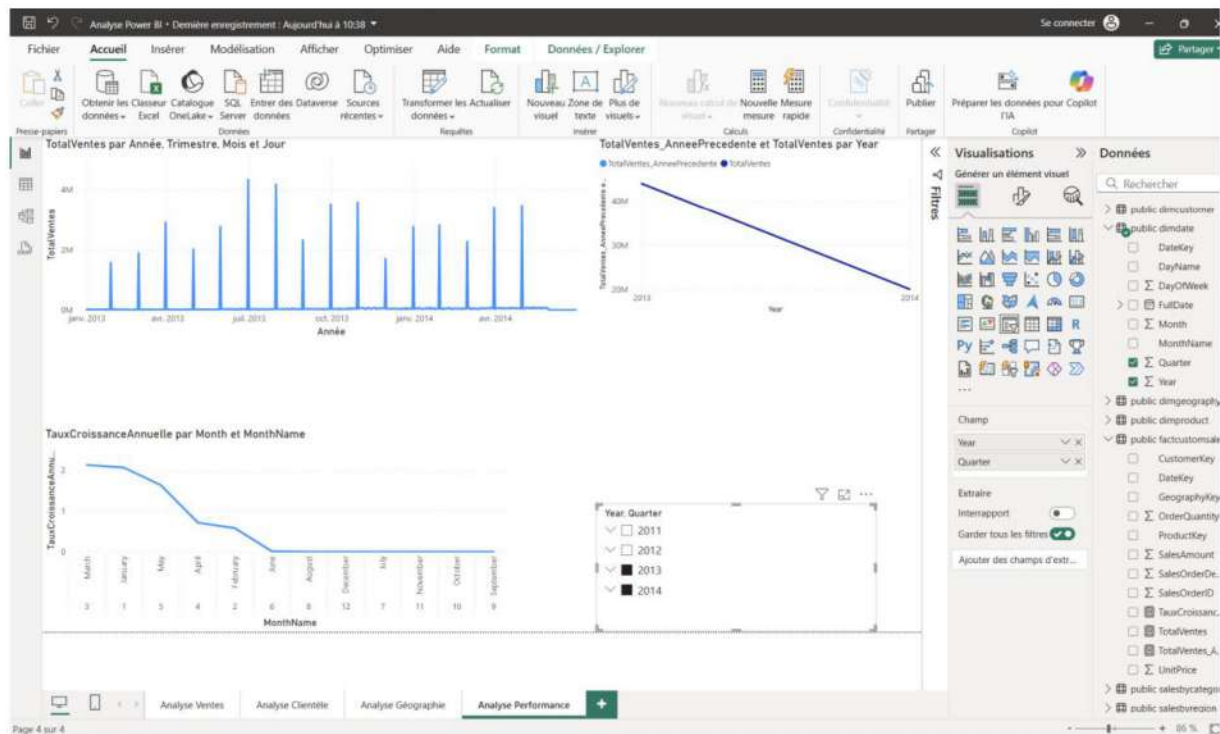 Analyse Power BI • Dernière enregistrement : Aujourd'hui à 10:38
Se connecter
Fichier Accueil Insérer Modélisation Afficher Optimiser Aide Format Données / Explorer
Partager
Coller
Obtenir les données
Classeur Excel
Catalogue OneLake
SQL Server
Entrer des données
Dataverse
Sources récentes
Transformer les données
Actualiser
Nouveau visuel
Zone de texte
Plus de visuels
Nouvelle mesure
Mesure rapide
Confidentialité
Publier
Préparer les données pour l'IA
Copilot
Presse-papiers Données Requêtes Insérer Calculs Confidentialité Partager Copilot
TotalVentes par Année, Trimestre, Mois et Jour
TotalVentes
4M
2M
0M
janv. 2013 avr. 2013 juil. 2013 oct. 2013 janv. 2014 avr. 2014
Année
TotalVentes_AnneePrecedente et TotalVentes par Year
TotalVentes_AnneePrecedente TotalVentes
40M
20M
2013 2014
Year
TauxCroissanceAnnuelle par Month et MonthName
TauxCroissanceAnnu...
2
1
0
March January May April February June August December July November October September
3 1 5 4 2 6 8 12 7 11 10 9
MonthName
Year, Quarter
2011
2012
2013
2014
Filtres
Visualisations
Générer un élément visuel
R
Py
Champ
Year
Quarter
Extraire
Interrapport
Garder tous les filtres
Ajouter des champs d'extr...
Données
Rechercher
public dimcustomer
public dimdate
DateKey
DayName
DayOfWeek
FullDate
Month
MonthName
Quarter
Year
public dimgeography
public dimproduct
public factcustomsale
CustomerKey
DateKey
GeographyKey
OrderQuantity
ProductKey
SalesAmount
SalesOrderDe...
SalesOrderID
TauxCroissanc...
TotalVentes
TotalVentes_A...
UnitPrice
public salesbycatego
public salesbyregion
Analyse Ventes Analyse Clientèle Analyse Géographie Analyse Performance
Page 4 sur 4
86 %